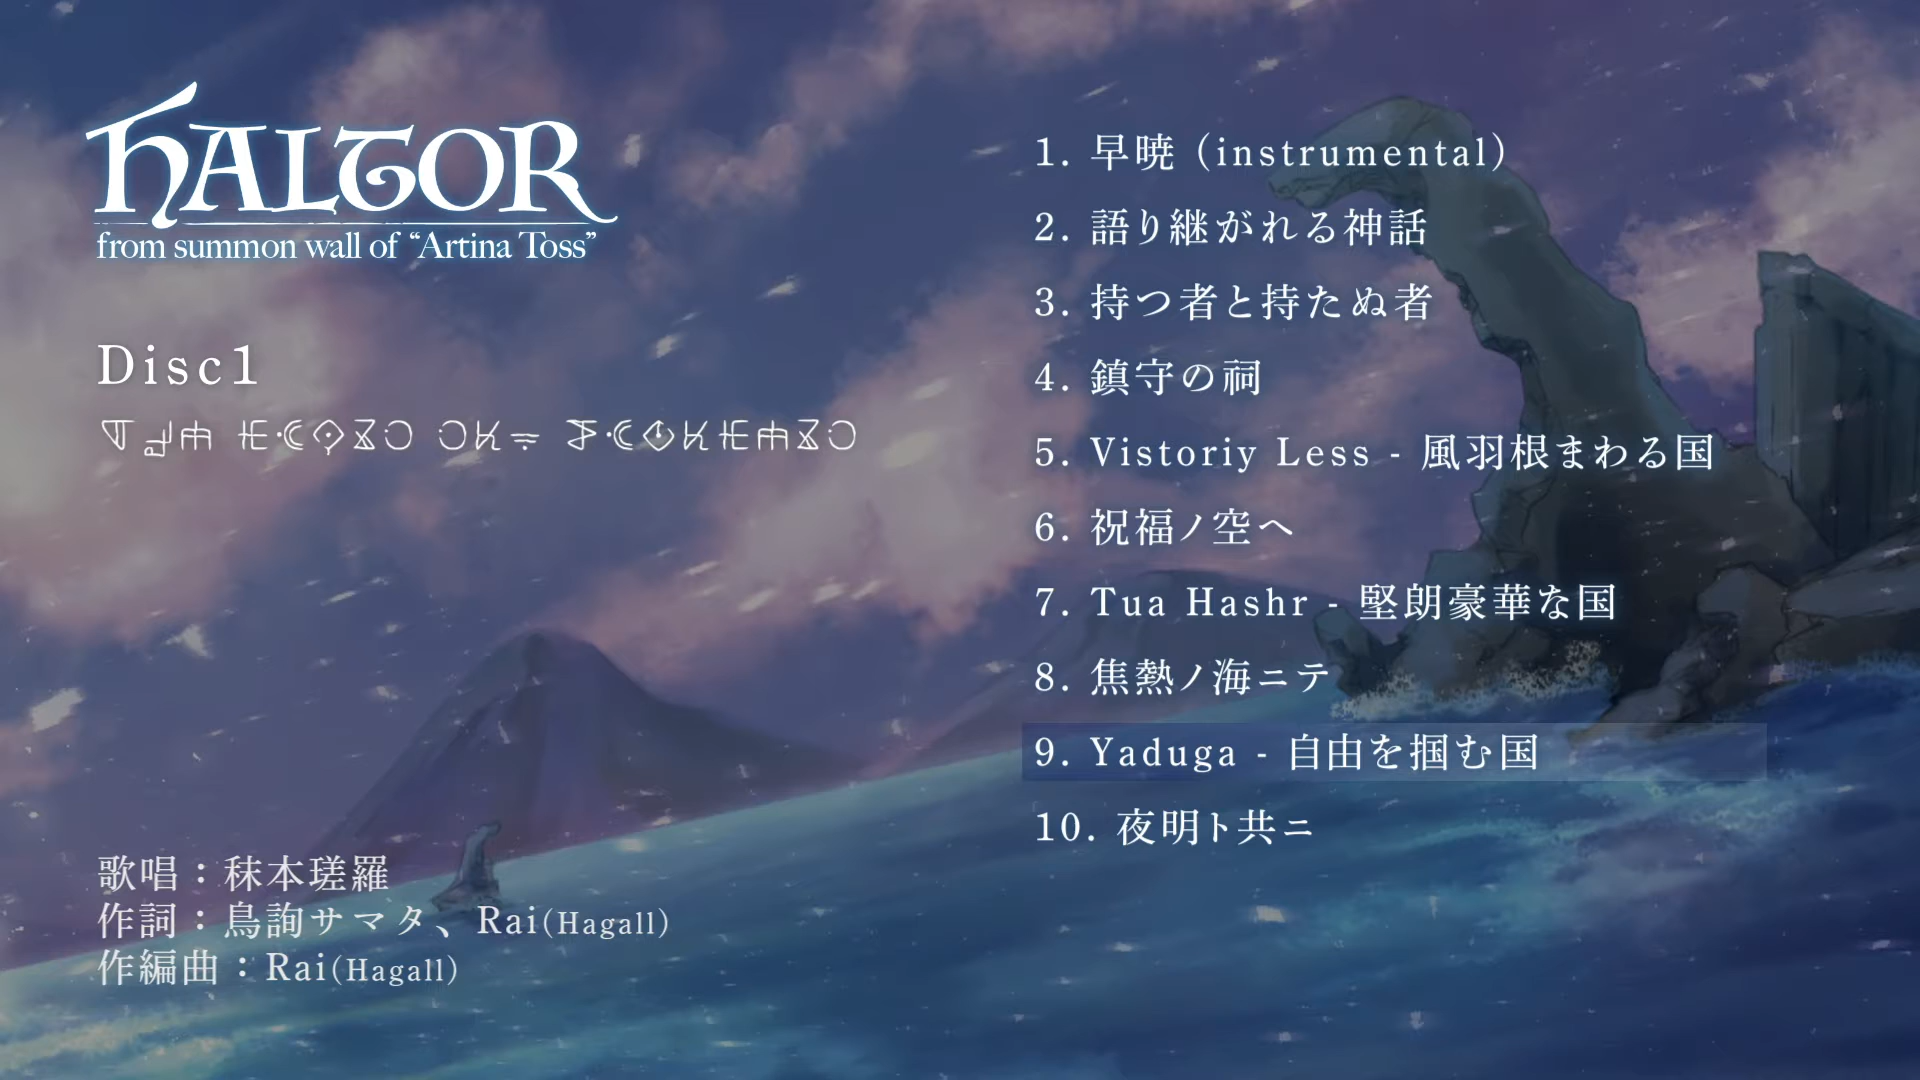 HALTOR
from summon wall of “Artina Toss”
Disc1
歌唱：秣本瑳羅
作詞：鳥詢サマタ、Rai(Hagall)
作編曲：Rai(Hagall)
1. 早暁 (instrumental)
2. 語り継がれる神話
3. 持つ者と持たぬ者
4. 鎮守の祠
5. Vistoriy Less - 風羽根まわる国
6. 祝福ノ空へ
7. Tua Hashr - 堅朗豪華な国
8. 焦熱ノ海ニテ
9. Yaduga - 自由を掴む国
10. 夜明ト共ニ